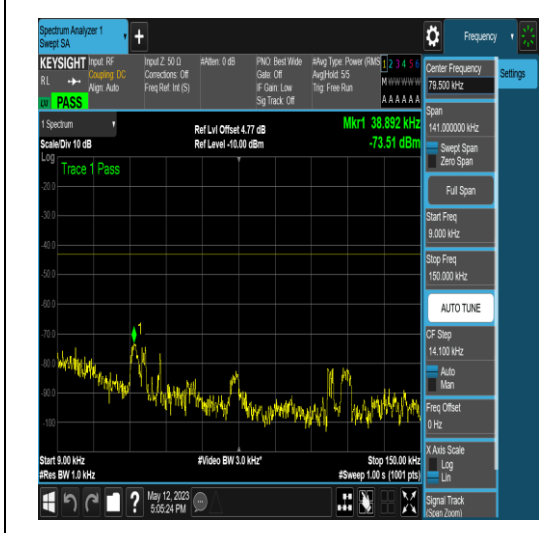 Spectrum Analyzer 1
Swept SA
Frequency
KEYSIGHT
RL
Input: RF
Coupling: DC
Align: Auto
Input Z: 50 Ω
Corrections: Off
Freq Ref: Int (S)
#Atten: 0 dB
PNO: Best Wide
Gate: Off
IF Gain: Low
Sig Track: Off
#Avg Type: Power (RMS
Avg|Hold: 5/5
Trig: Free Run
1 2 3 4 5 6
M W W W W W
A A A A A A
PASS
1 Spectrum
Scale/Div 10 dB
Ref Lvl Offset 4.77 dB
Ref Level -10.00 dBm
Mkr1 38.892 kHz
-73.51 dBm
Log
Trace 1 Pass
-20.0
-30.0
-40.0
-50.0
-60.0
-70.0
-80.0
-90.0
-100
1
Start 9.00 kHz
#Res BW 1.0 kHz
#Video BW 3.0 kHz*
Stop 150.00 kHz
#Sweep 1.00 s (1001 pts)
May 12, 2023
5:05:24 PM
Center Frequency
79.500 kHz
Settings
Span
141.000000 kHz
Swept Span
Zero Span
Full Span
Start Freq
9.000 kHz
Stop Freq
150.000 kHz
AUTO TUNE
CF Step
14.100 kHz
Auto
Man
Freq Offset
0 Hz
X Axis Scale
Log
Lin
Signal Track
(Span Zoom)